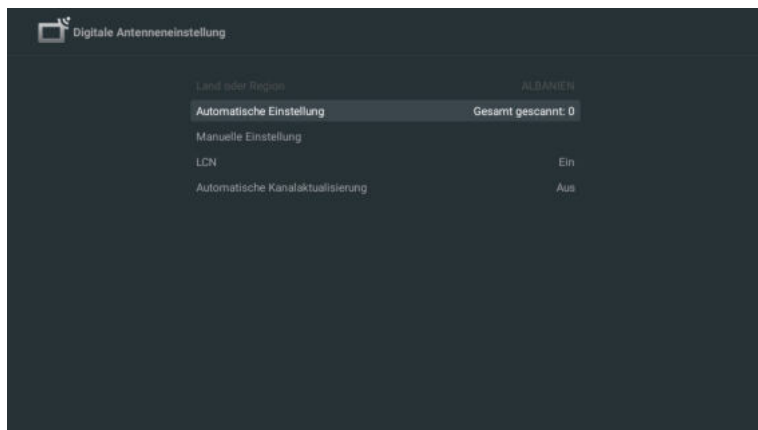 Digitale Antenneneinstellung
Land oder Region ALBANIEN
Automatische Einstellung Gesamt gescannt: 0
Manuelle Einstellung
LCN Ein
Automatische Kanalaktualisierung Aus